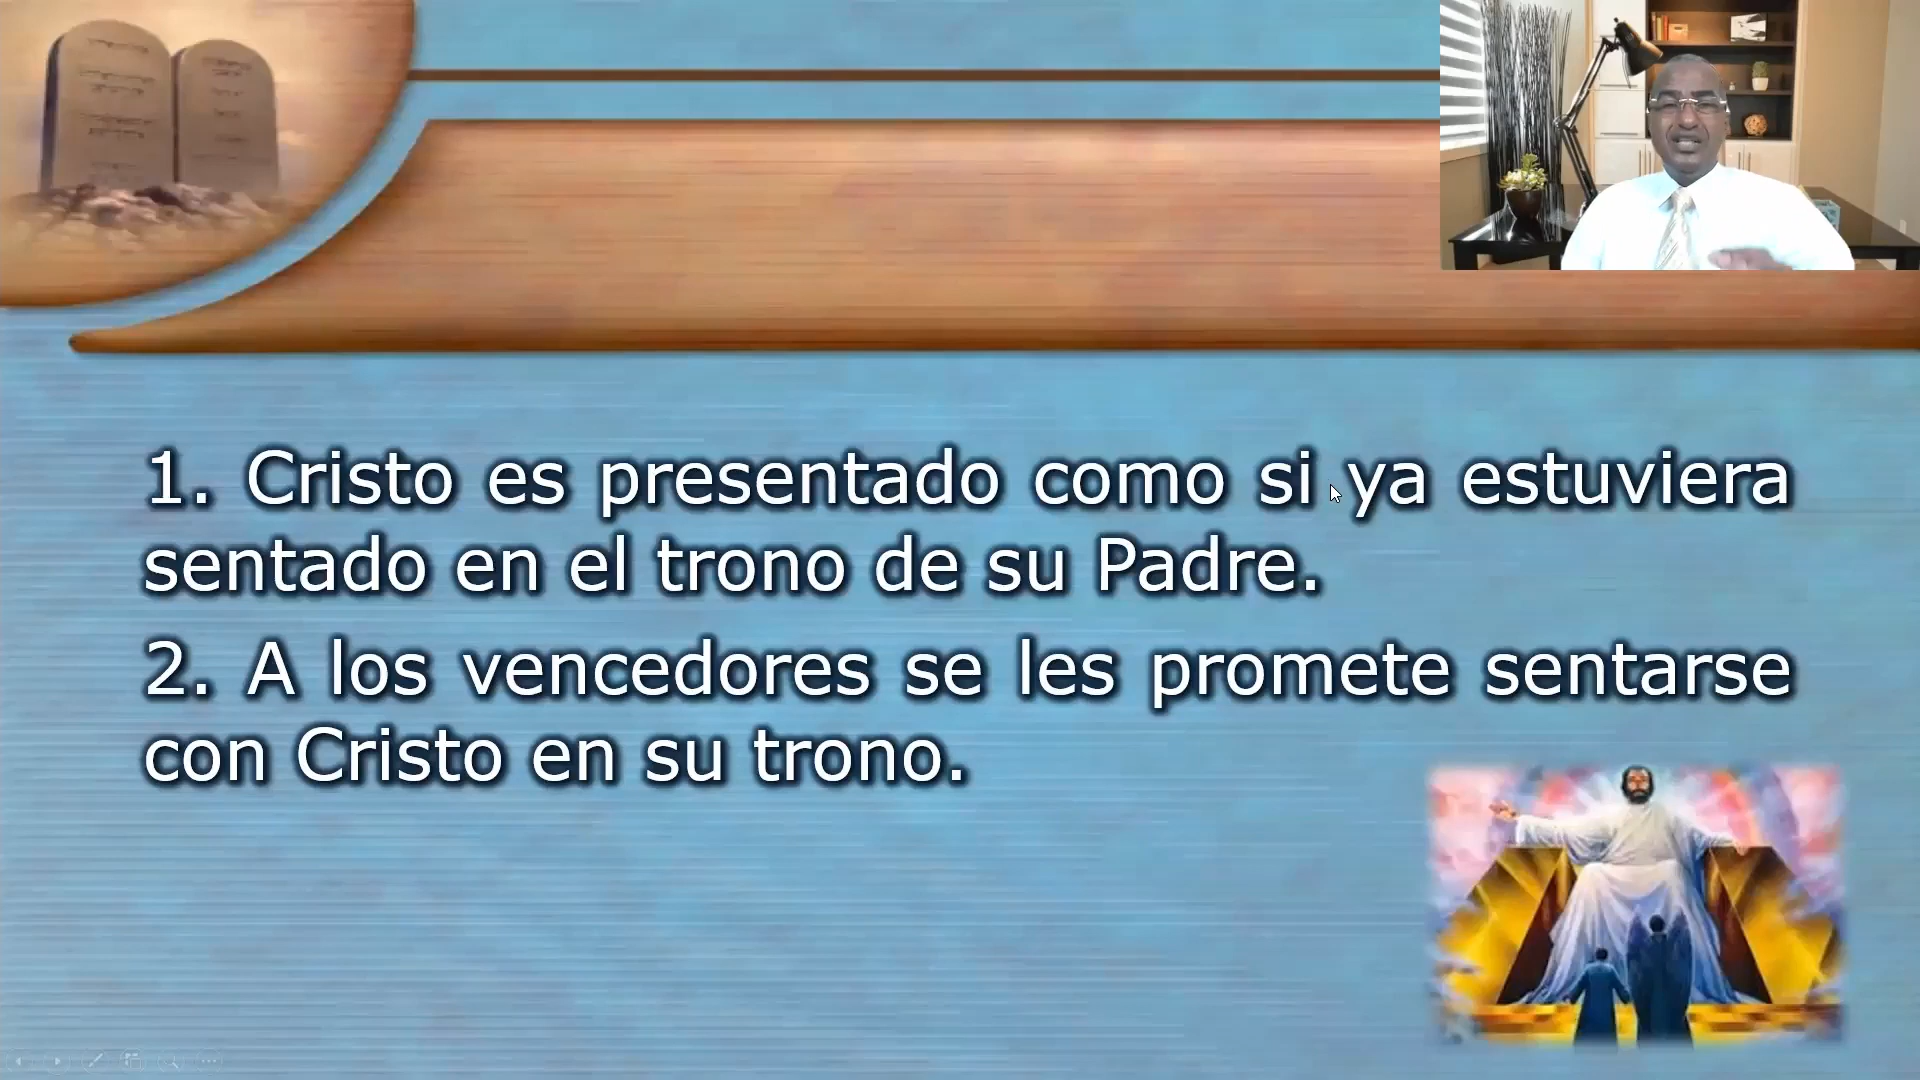 1. Cristo es presentado como si ya estuviera
sentado en el trono de su Padre.
2. A los vencedores se les promete sentarse
con Cristo en su trono.